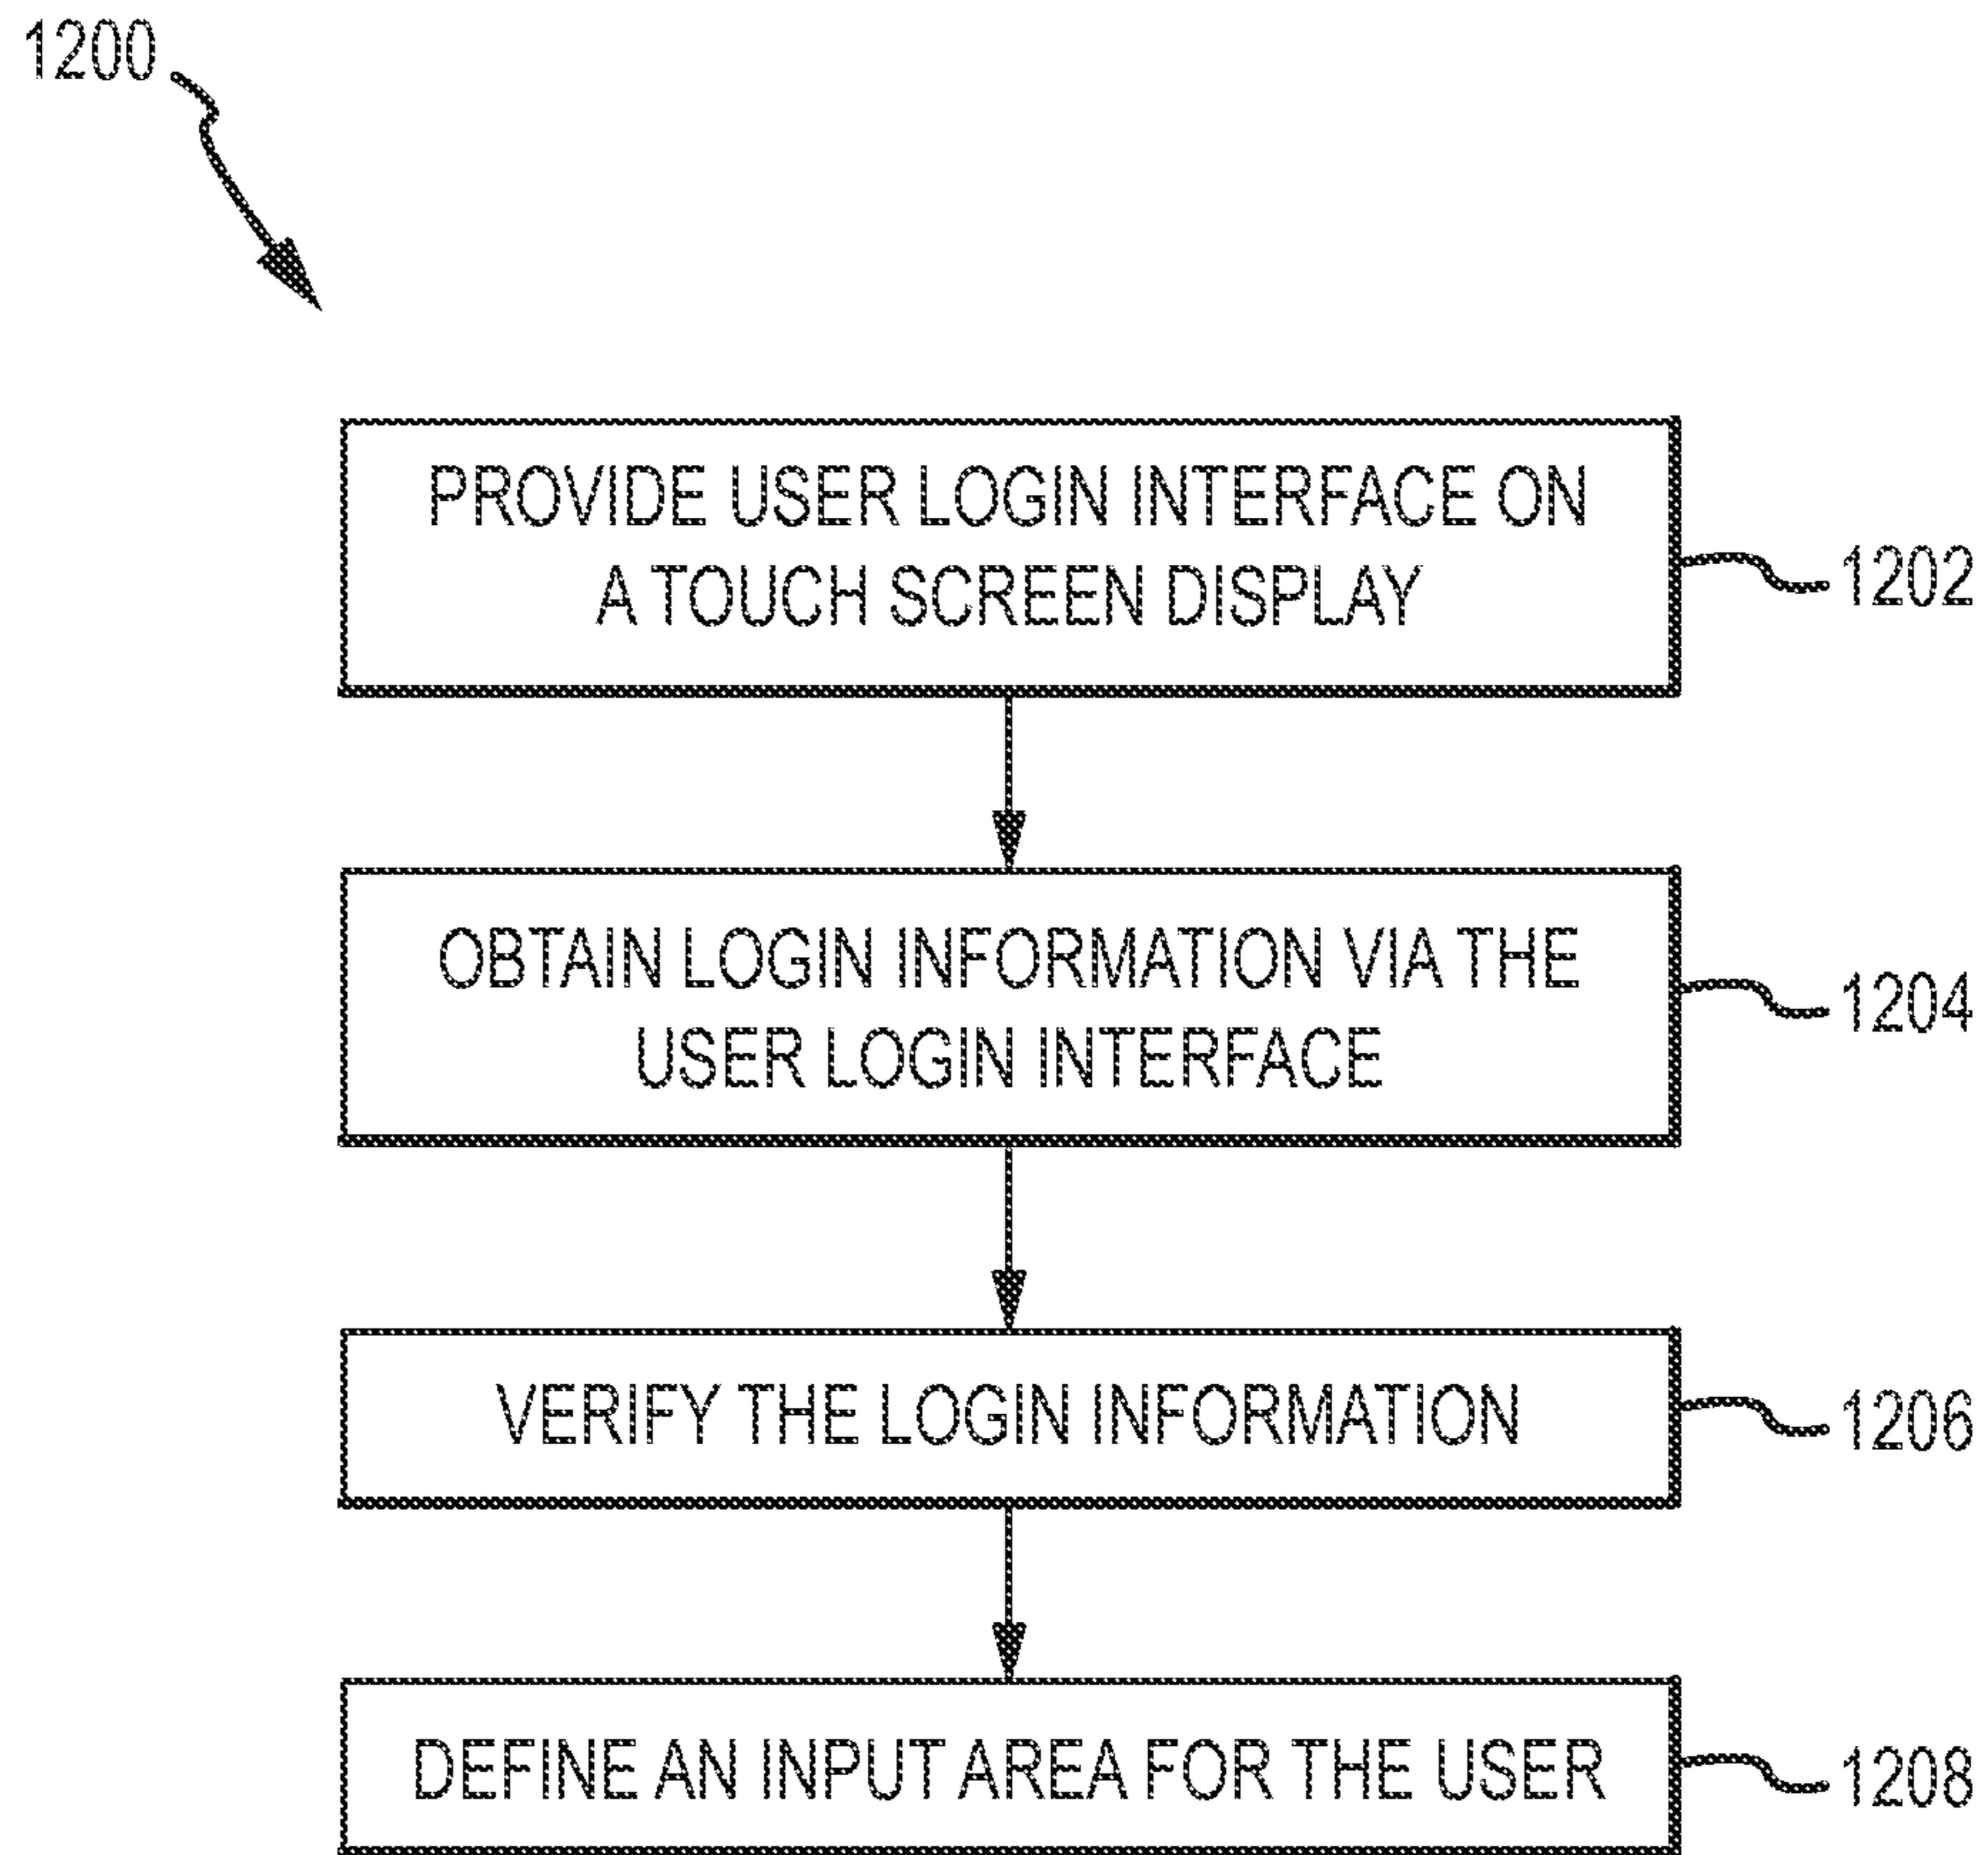 1200
PROVIDE USER LOGIN INTERFACE ON
A TOUCH SCREEN DISPLAY
1202
OBTAIN LOGIN INFORMATION VIA THE
USER LOGIN INTERFACE
1204
VERIFY THE LOGIN INFORMATION
1206
DEFINE AN INPUT AREA FOR THE USER
1208